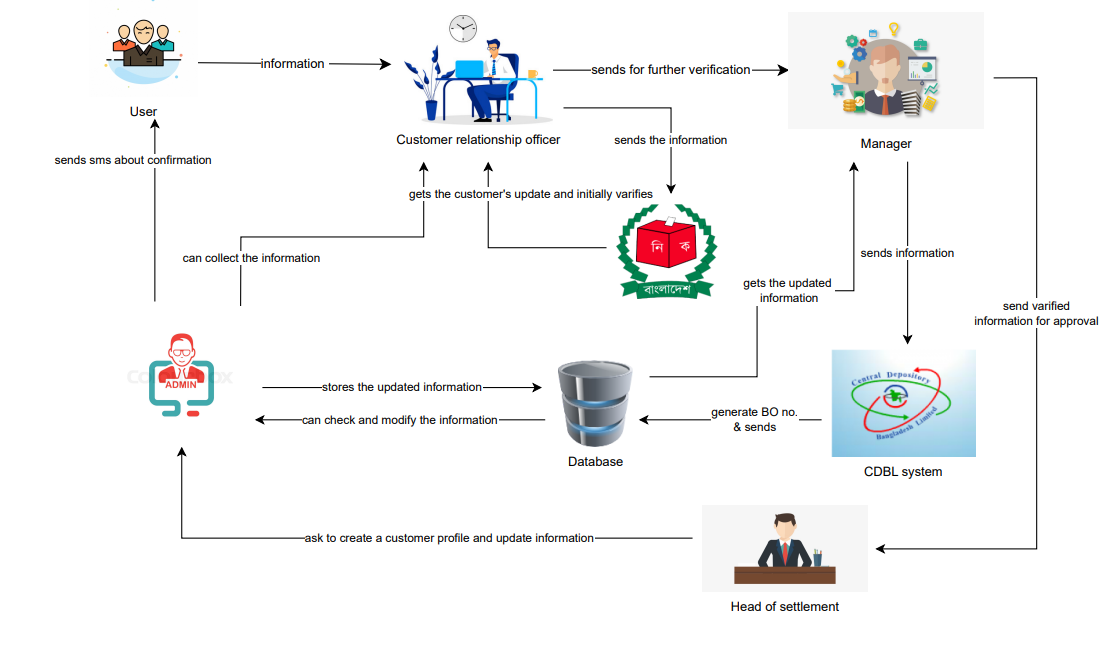 information
sends for further verification
User
Customer relationship officer
sends the information
Manager
sends sms about confirmation
gets the customer's update and initially varifies
can collect the information
নি ক
বাংলাদেশ
sends information
gets the updated
information
send varified
information for approval
ADMIN
stores the updated information
can check and modify the information
Database
generate BO no.
& sends
Central Depository
Bangladesh Limited
CDBL system
ask to create a customer profile and update information
Head of settlement